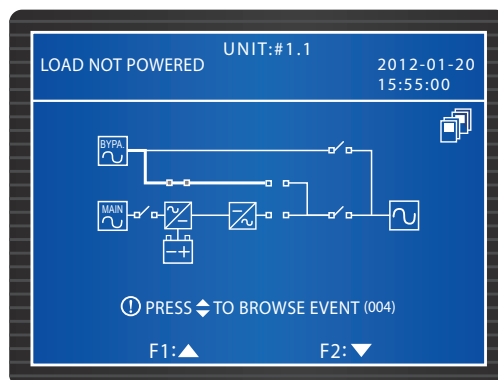 UNIT:#1.1
LOAD NOT POWERED
2012-01-20
15:55:00
BYPA.
MAIN
PRESS TO BROWSE EVENT (004)
F1: F2: